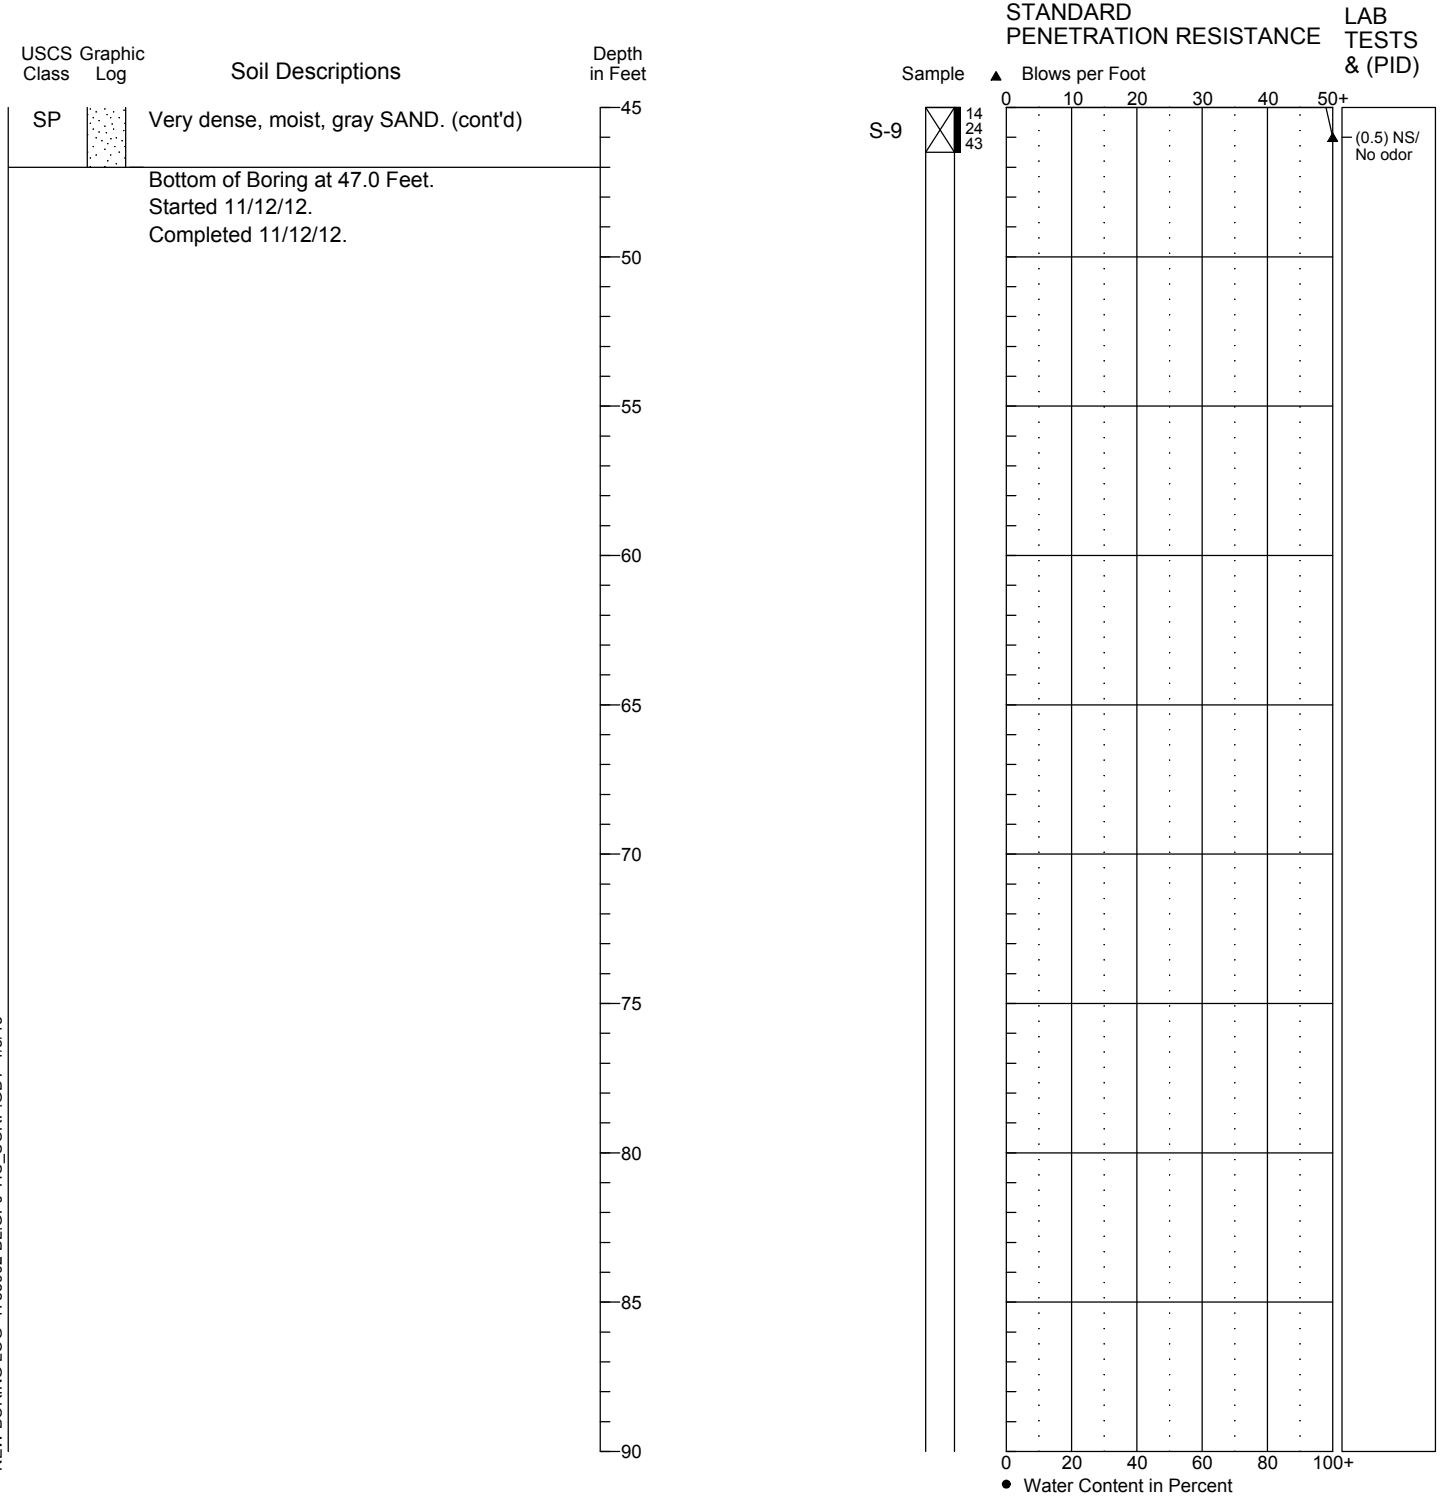 STANDARD
PENETRATION RESISTANCE
LAB
TESTS
& (PID)
USCS Graphic
Class Log
Soil Descriptions
Depth
in Feet
Sample
▲ Blows per Foot
0 10 20 30 40 50+
SP
Very dense, moist, gray SAND. (cont'd)
45
S-9
14
24
43
(0.5) NS/
No odor
Bottom of Boring at 47.0 Feet.
Started 11/12/12.
Completed 11/12/12.
50
55
60
65
70
75
80
85
90
0 20 40 60 80 100+
● Water Content in Percent